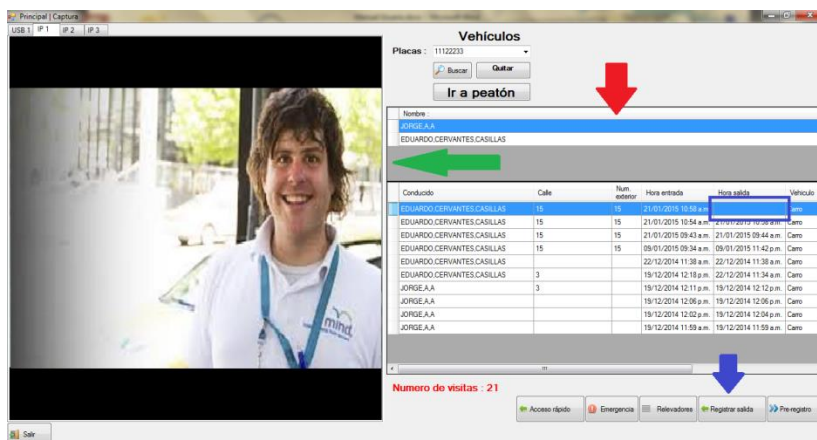 Principal | Captura
USB 1 IP 1 IP 2 IP 3
Vehículos
Placas : 11122233
Buscar Quitar
Ir a peatón
Nombre :
JORGE,A,A
EDUARDO,CERVANTES,CASILLAS
Conducido Calle Num. exterior Hora entrada Hora salida Vehiculo
EDUARDO,CERVANTES,CASILLAS 15 15 21/01/2015 10:58 a.m. Carro
EDUARDO,CERVANTES,CASILLAS 15 15 21/01/2015 10:54 a.m. 21/01/2015 10:58 a.m. Carro
EDUARDO,CERVANTES,CASILLAS 15 15 21/01/2015 09:43 a.m. 21/01/2015 09:44 a.m. Carro
EDUARDO,CERVANTES,CASILLAS 15 15 09/01/2015 09:34 a.m. 09/01/2015 11:42 p.m. Carro
EDUARDO,CERVANTES,CASILLAS 22/12/2014 11:38 a.m. 22/12/2014 11:38 a.m. Carro
EDUARDO,CERVANTES,CASILLAS 3 19/12/2014 12:18 p.m. 22/12/2014 11:34 a.m. Carro
JORGE,A,A 3 19/12/2014 12:11 p.m. 19/12/2014 12:12 p.m. Carro
JORGE,A,A 19/12/2014 12:06 p.m. 19/12/2014 12:06 p.m. Carro
JORGE,A,A 19/12/2014 12:02 p.m. 19/12/2014 12:04 p.m. Carro
JORGE,A,A 19/12/2014 11:59 a.m. 19/12/2014 11:59 a.m. Carro
mind
Numero de visitas : 21
Acceso rápido Emergencia Relevadores Registrar salida Pre-registro
Salir